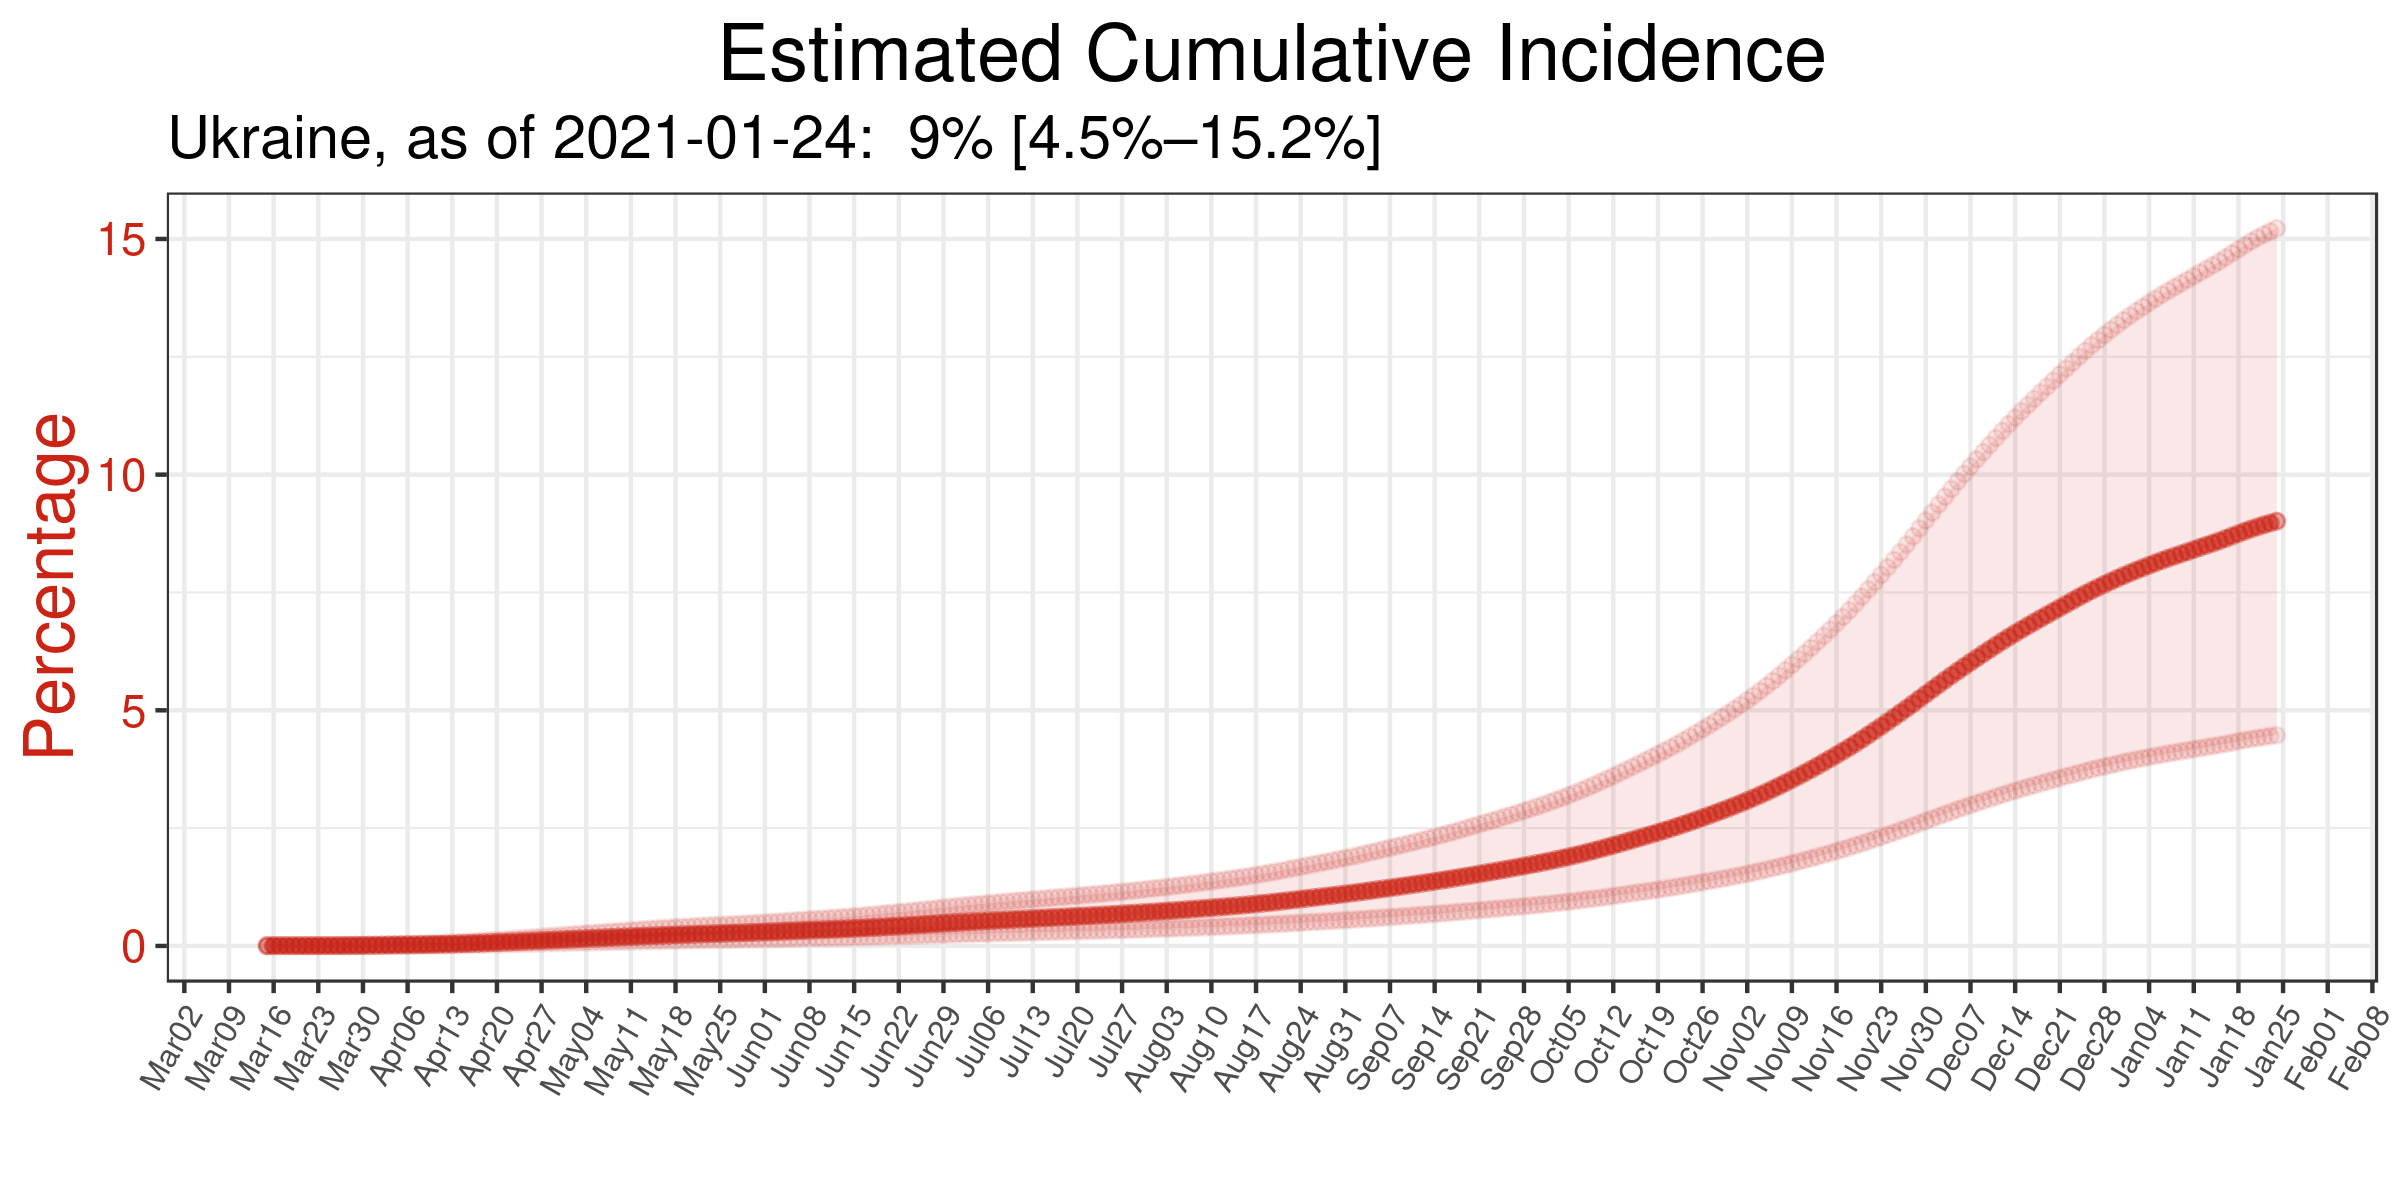 Estimated Cumulative Incidence
Ukraine, as of 2021-01-24:  9% [4.5%–15.2%]
Percentage
15
10
5
0
Mar02
Mar09
Mar16
Mar23
Mar30
Apr06
Apr13
Apr20
Apr27
May04
May11
May18
May25
Jun01
Jun08
Jun15
Jun22
Jun29
Jul06
Jul13
Jul20
Jul27
Aug03
Aug10
Aug17
Aug24
Aug31
Sep07
Sep14
Sep21
Sep28
Oct05
Oct12
Oct19
Oct26
Nov02
Nov09
Nov16
Nov23
Nov30
Dec07
Dec14
Dec21
Dec28
Jan04
Jan11
Jan18
Jan25
Feb01
Feb08